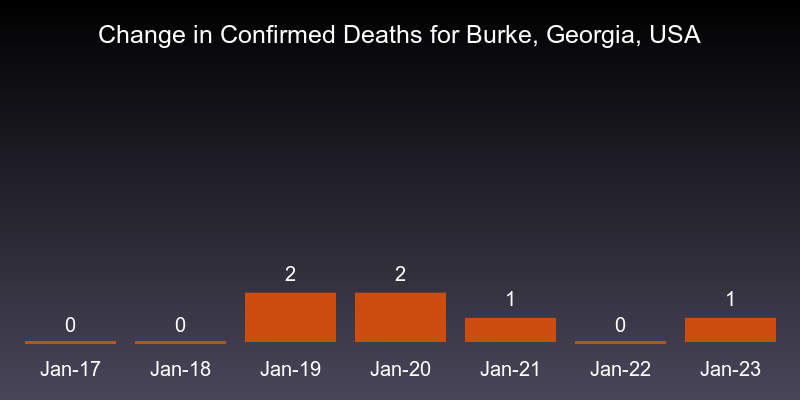 Change in Confirmed Deaths for Burke, Georgia, USA
0 0 2 2 1 0 1
Jan-17 Jan-18 Jan-19 Jan-20 Jan-21 Jan-22 Jan-23